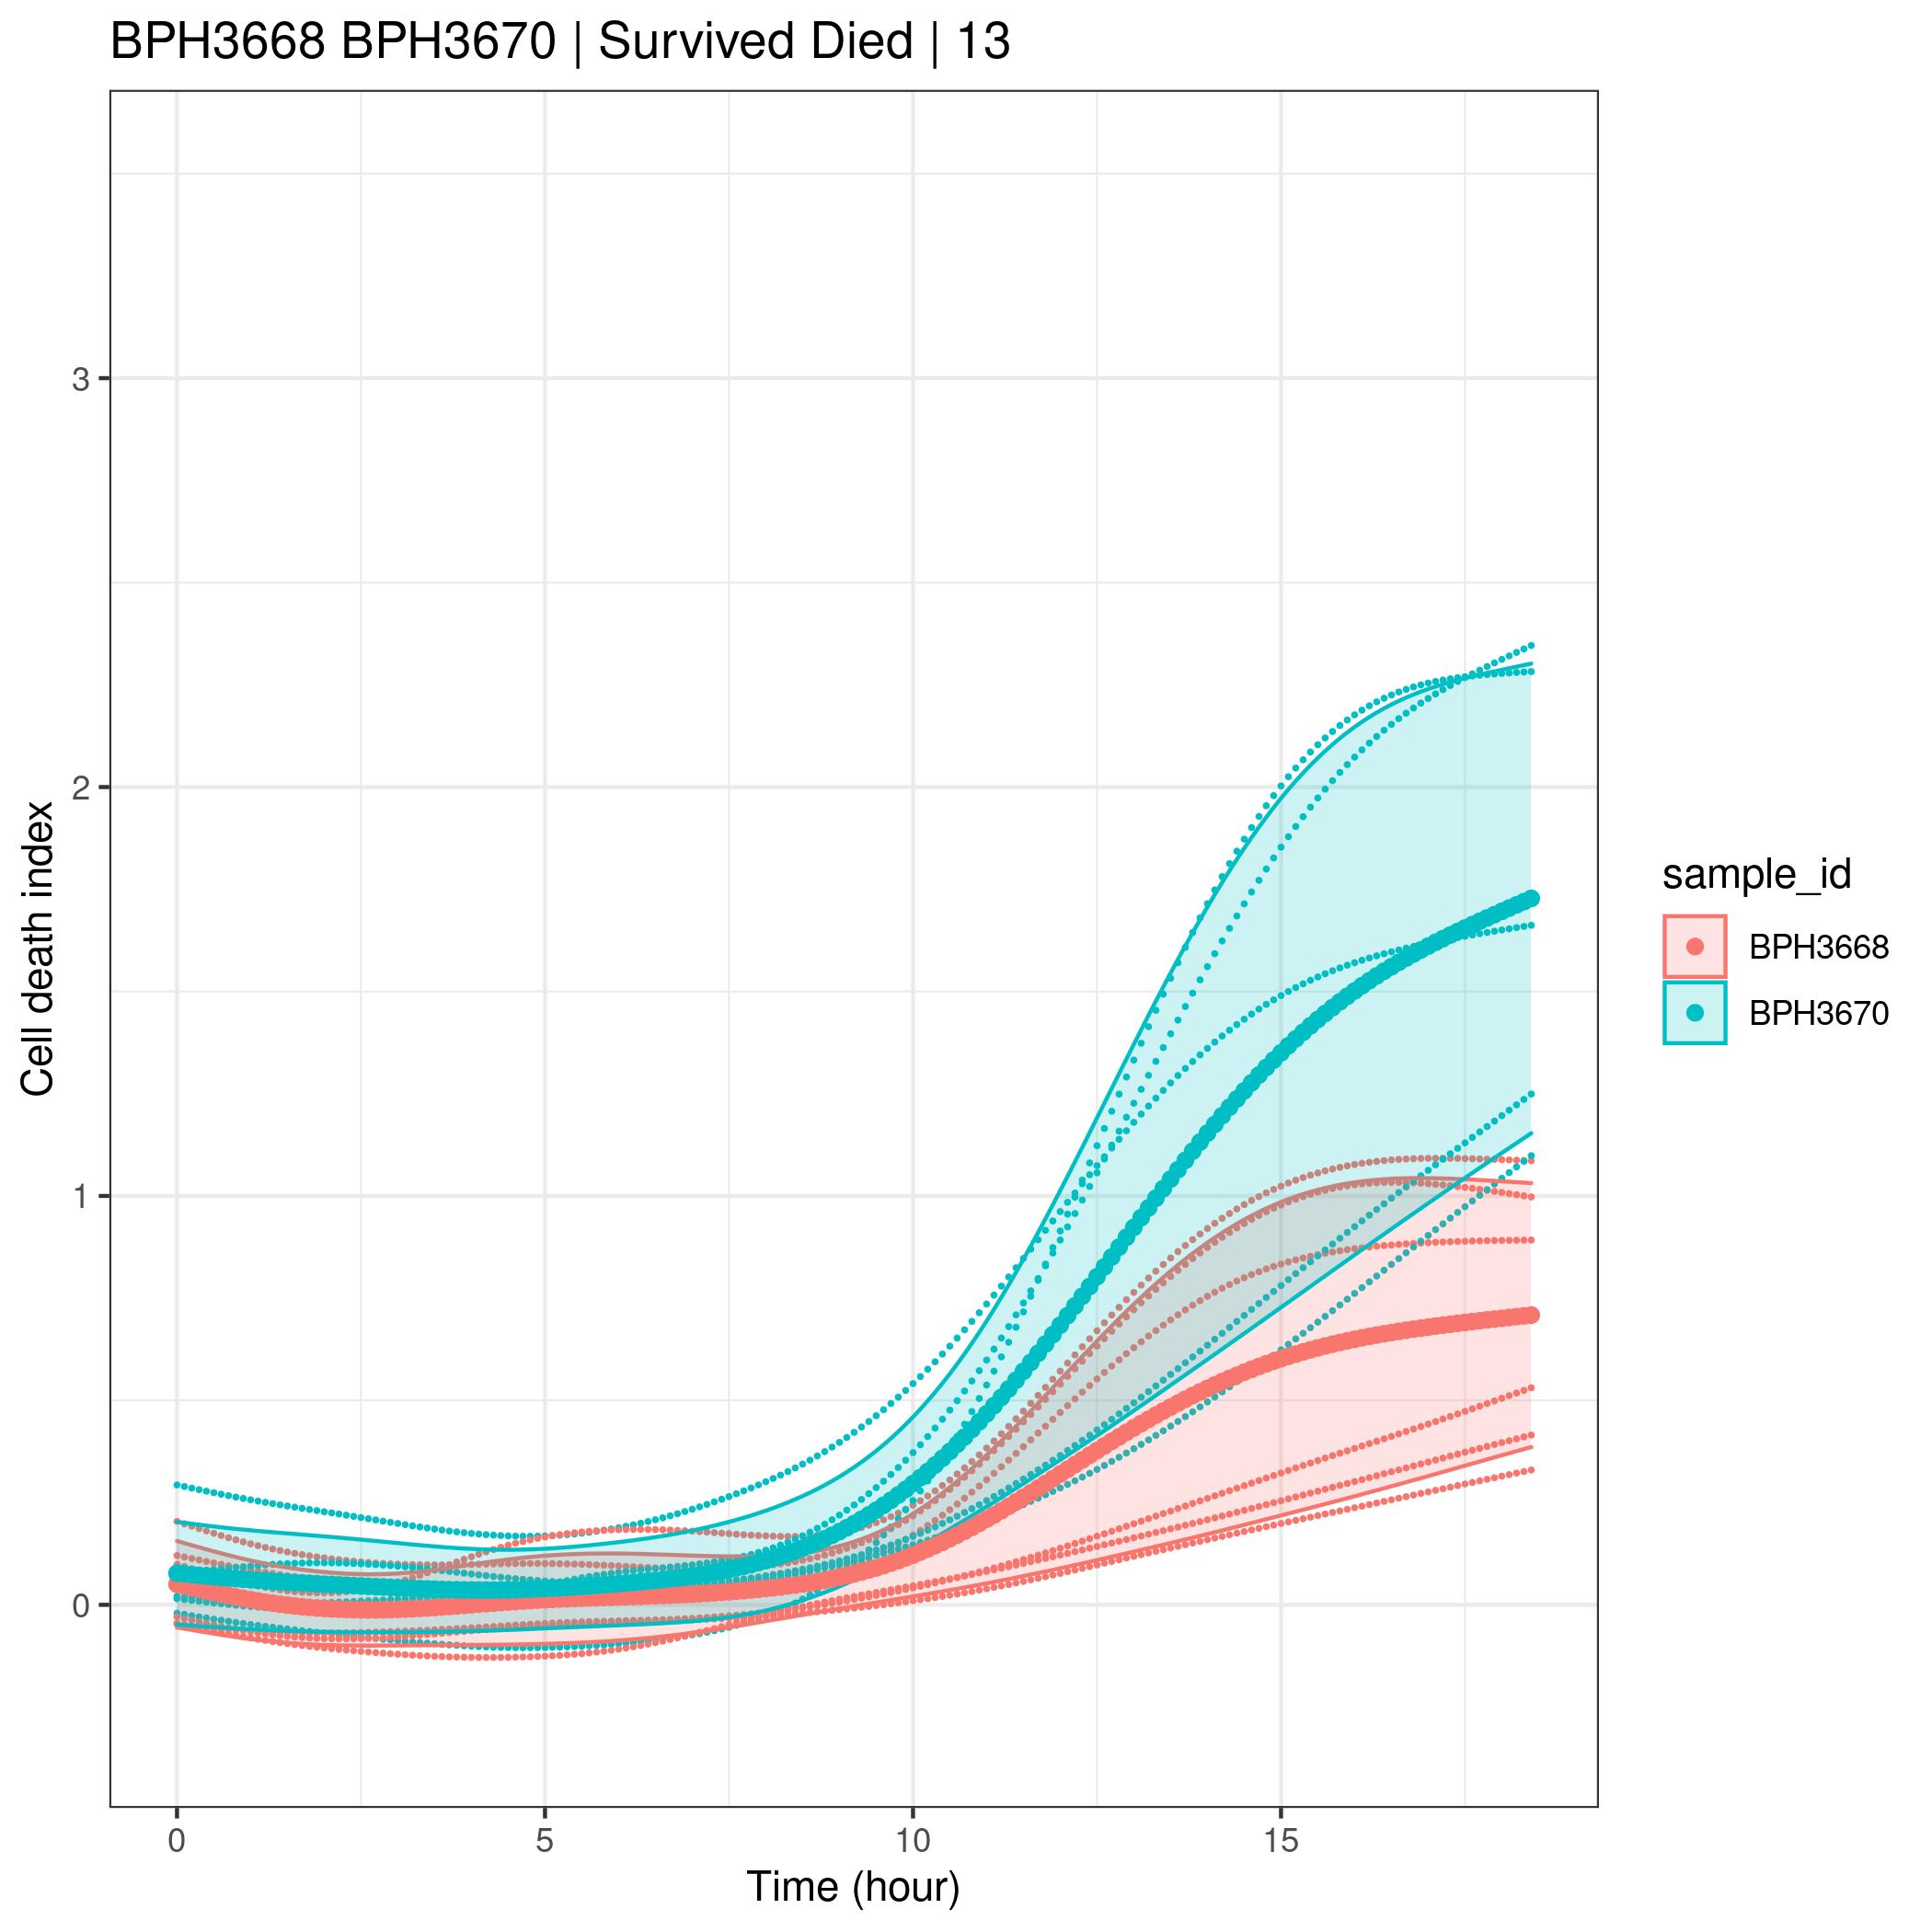 BPH3668 BPH3670 | Survived Died | 13
3
2
1
0
Cell death index
0 5 10 15
Time (hour)
sample_id
BPH3668
BPH3670